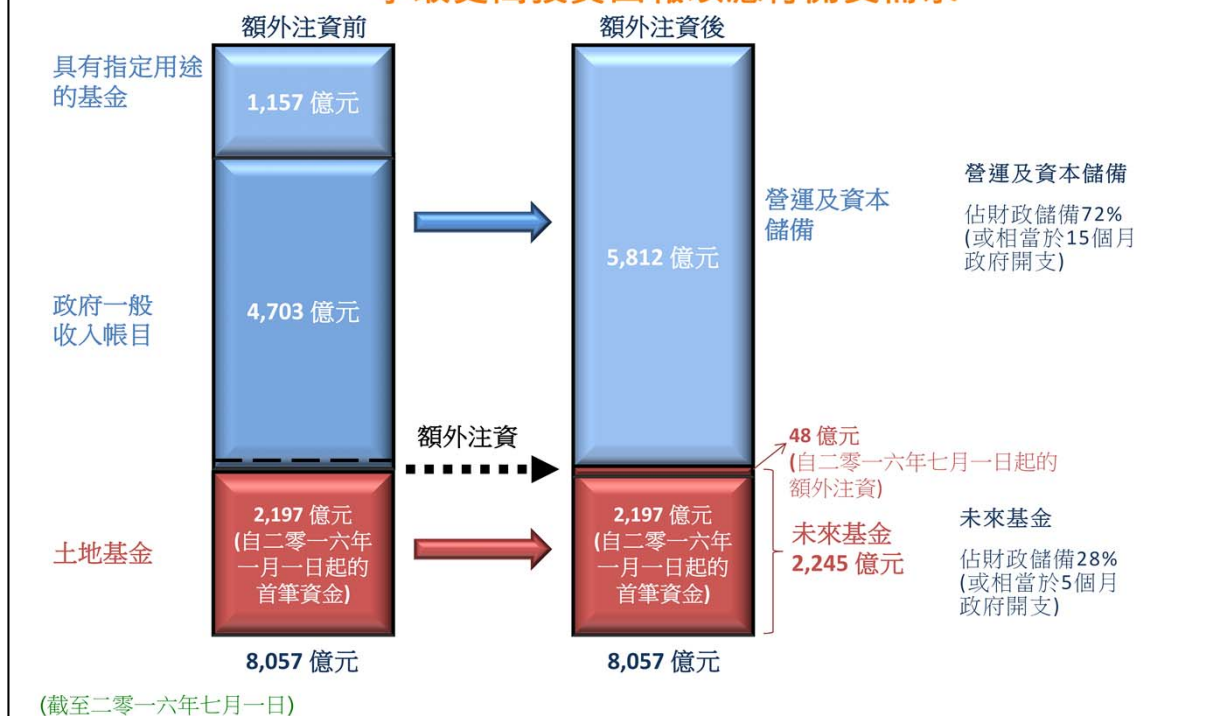 額外注資前
額外注資後
具有指定用途
的基金
1,157 億元
政府一般
收入帳目
4,703 億元
營運及資本
儲備
5,812 億元
營運及資本儲備
佔財政儲備72%
(或相當於15個月
政府開支)
額外注資
48 億元
(自二零一六年七月一日起的
額外注資)
土地基金
2,197 億元
(自二零一六年
一月一日起的
首筆資金)
2,197 億元
(自二零一六年
一月一日起的
首筆資金)
未來基金
2,245 億元
未來基金
佔財政儲備28%
(或相當於5個月
政府開支)
8,057 億元
8,057 億元
(截至二零一六年七月一日)